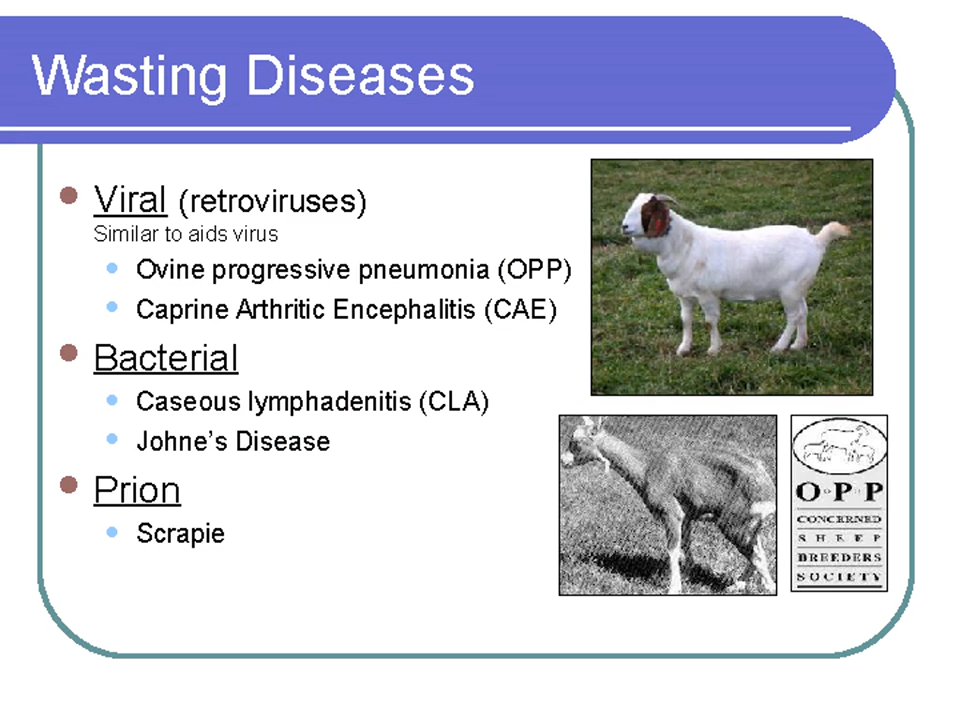 Wasting Diseases
Viral (retroviruses)
Similar to aids virus
Ovine progressive pneumonia (OPP)
Caprine Arthritic Encephalitis (CAE)
Bacterial
Caseous lymphadenitis (CLA)
Johne's Disease
Prion
Scrapie
O·P·P
CONCERNED
SHEEP
BREEDERS
SOCIETY